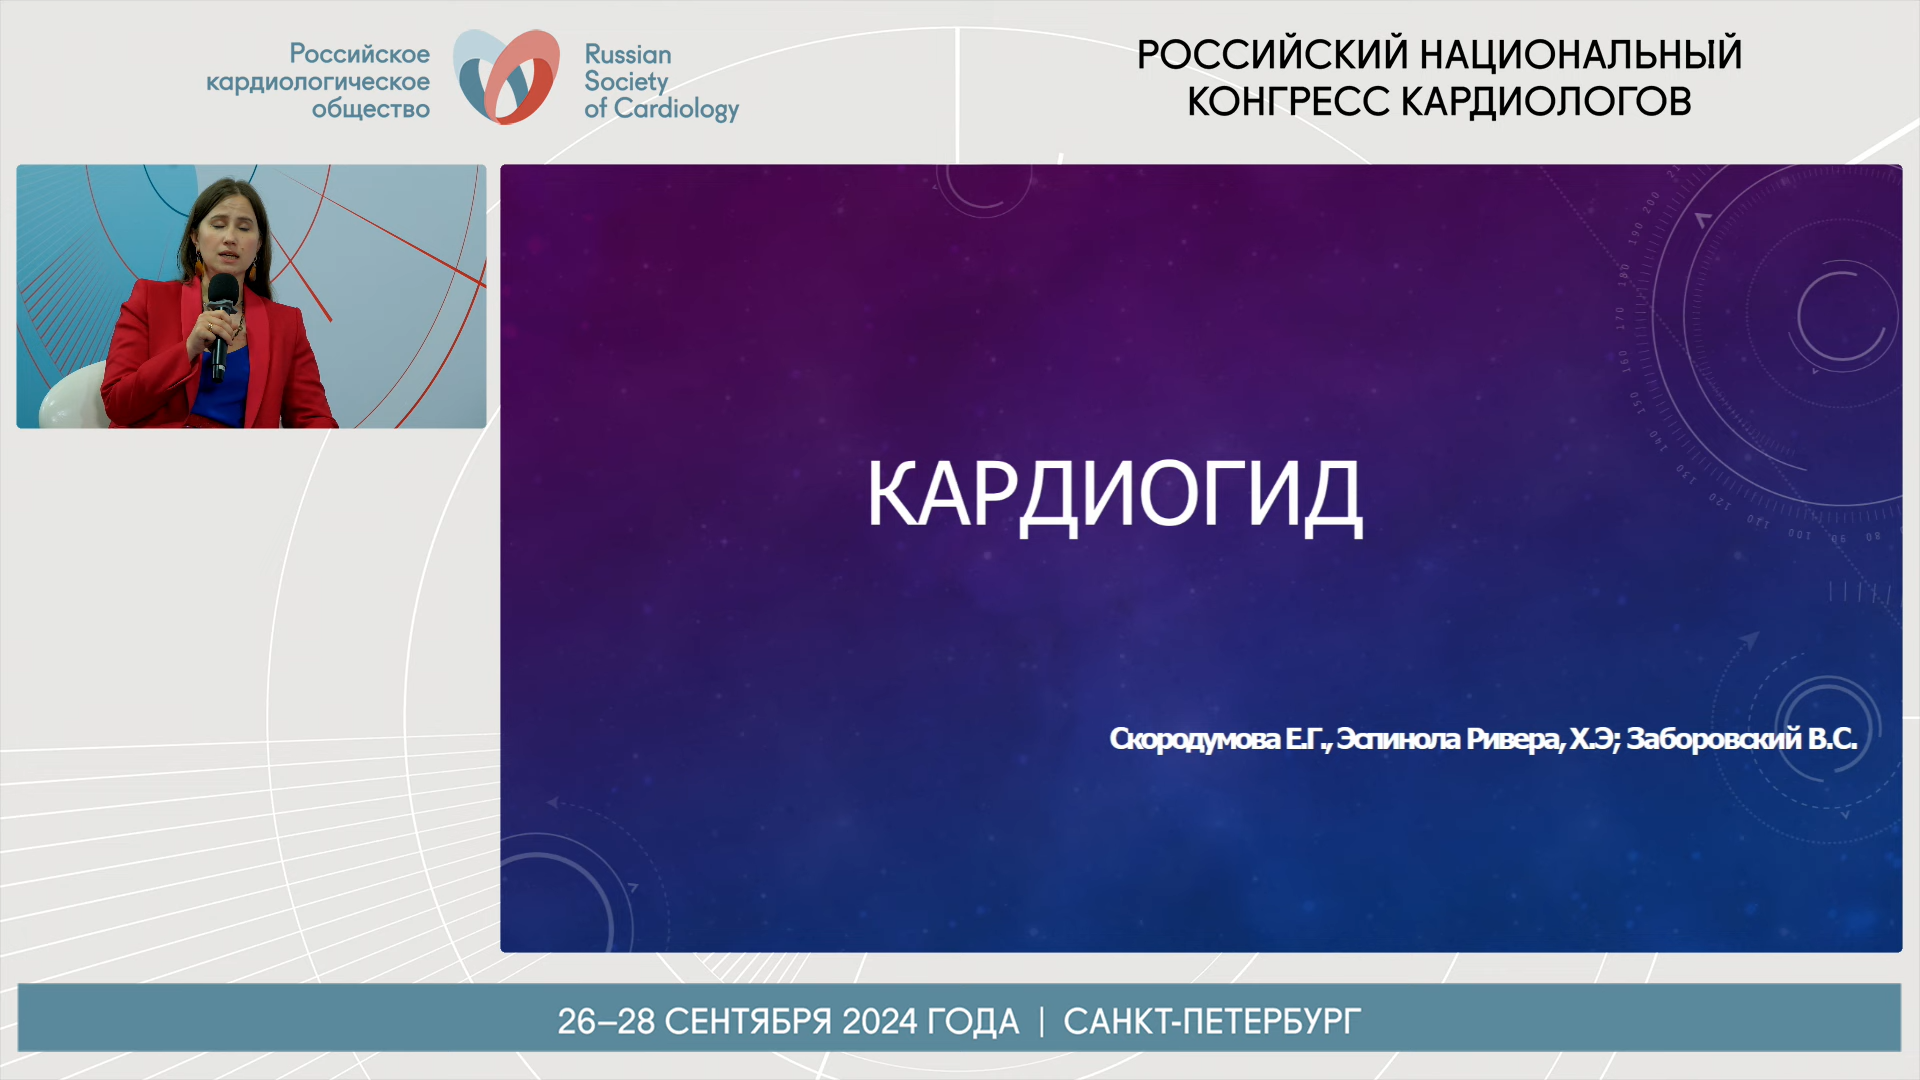 Российское
кардиологическое
общество
Russian
Society
of Cardiology
РОССИЙСКИЙ НАЦИОНАЛЬНЫЙ
КОНГРЕСС КАРДИОЛОГОВ
КАРДИОГИД
Скородумова Е.Г., Эспинола Ривера, Х.Э; Заборовский В.С.
26–28 СЕНТЯБРЯ 2024 ГОДА | САНКТ-ПЕТЕРБУРГ